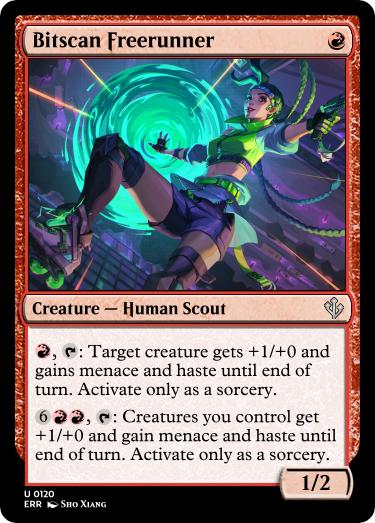 Bitscan Freerunner {R}
Creature — Human Scout
{R}, {T}: Target creature gets +1/+0 and
gains menace and haste until end of
turn. Activate only as a sorcery.
{6}{R}{R}, {T}: Creatures you control get
+1/+0 and gain menace and haste until
end of turn. Activate only as a sorcery.
1/2
U 0120
ERR Sho Xiang